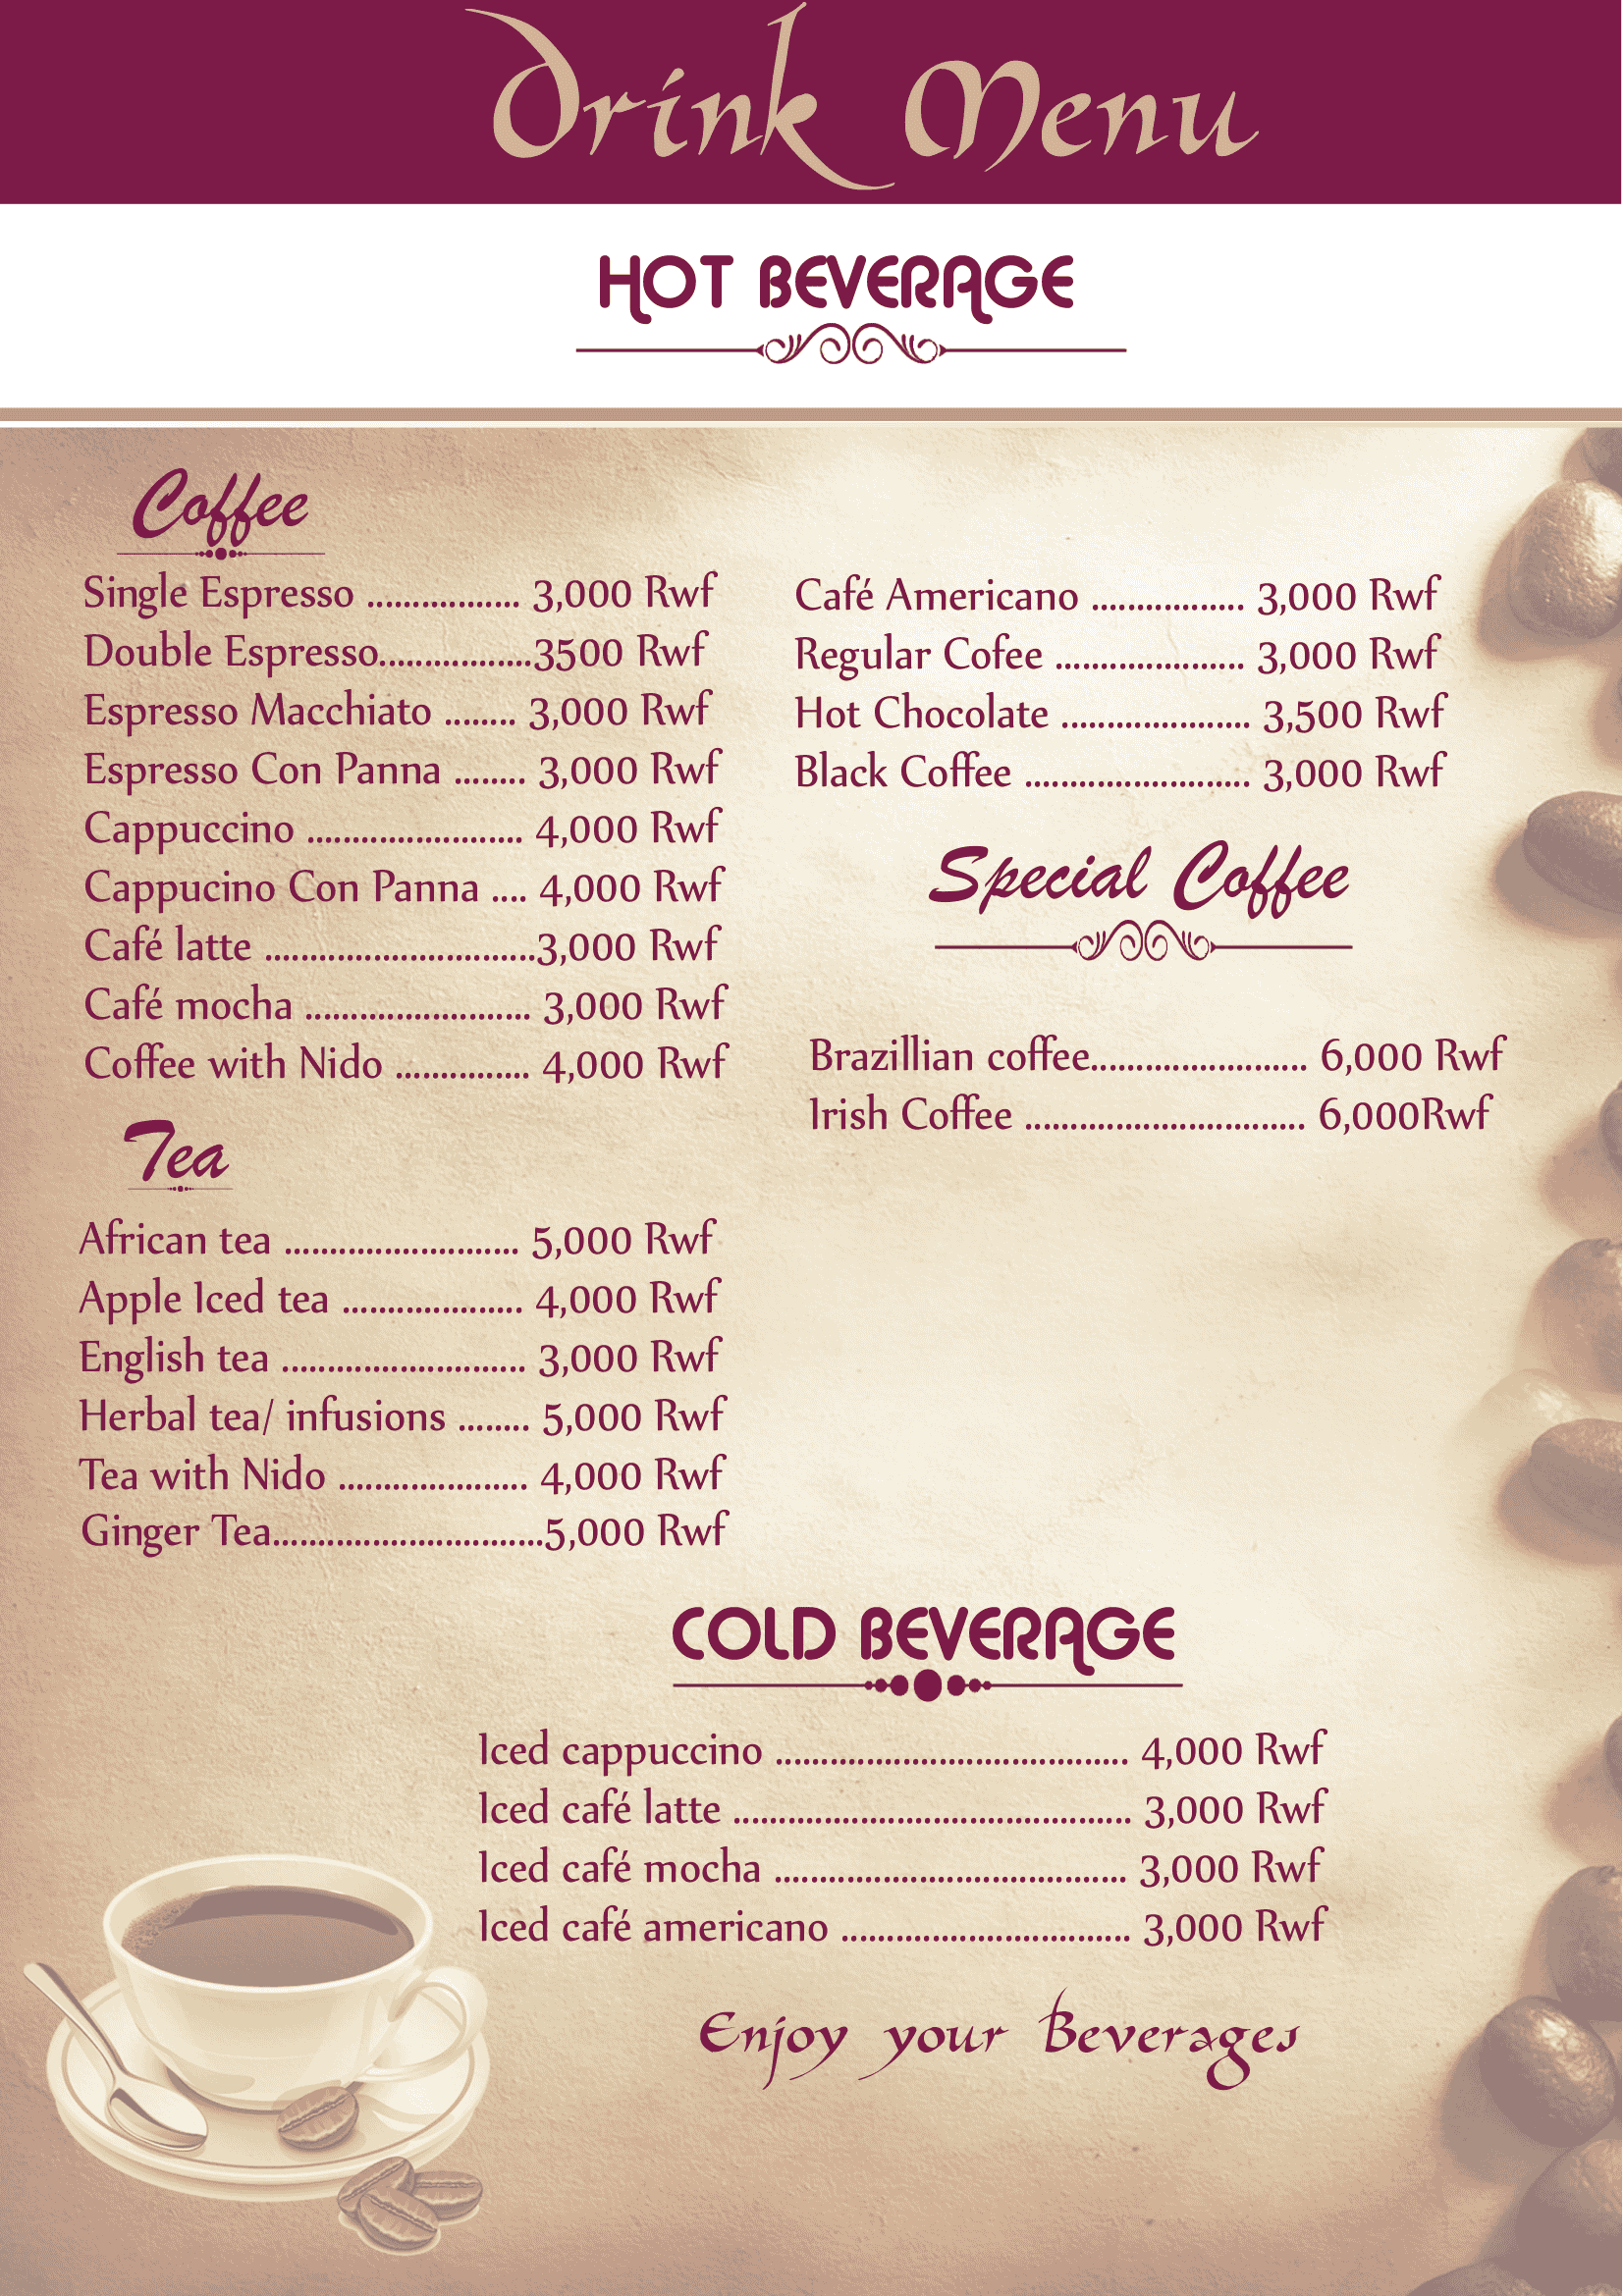 Drink Menu
HOT BEVERAGE
Coffee
Single Espresso ................. 3,000 Rwf
Double Espresso.................3500 Rwf
Espresso Macchiato ........ 3,000 Rwf
Espresso Con Panna ........ 3,000 Rwf
Cappuccino ........................ 4,000 Rwf
Cappucino Con Panna .... 4,000 Rwf
Café latte ..............................3,000 Rwf
Café mocha ......................... 3,000 Rwf
Coffee with Nido ............... 4,000 Rwf
Café Americano ................. 3,000 Rwf
Regular Cofee ..................... 3,000 Rwf
Hot Chocolate ..................... 3,500 Rwf
Black Coffee ......................... 3,000 Rwf
Special Coffee
Brazillian coffee........................ 6,000 Rwf
Irish Coffee ............................... 6,000Rwf
Tea
African tea .......................... 5,000 Rwf
Apple Iced tea .................... 4,000 Rwf
English tea ........................... 3,000 Rwf
Herbal tea/ infusions ........ 5,000 Rwf
Tea with Nido ..................... 4,000 Rwf
Ginger Tea..............................5,000 Rwf
COLD BEVERAGE
Iced cappuccino ....................................... 4,000 Rwf
Iced café latte ............................................ 3,000 Rwf
Iced café mocha ....................................... 3,000 Rwf
Iced café americano ................................ 3,000 Rwf
Enjoy your Beverages